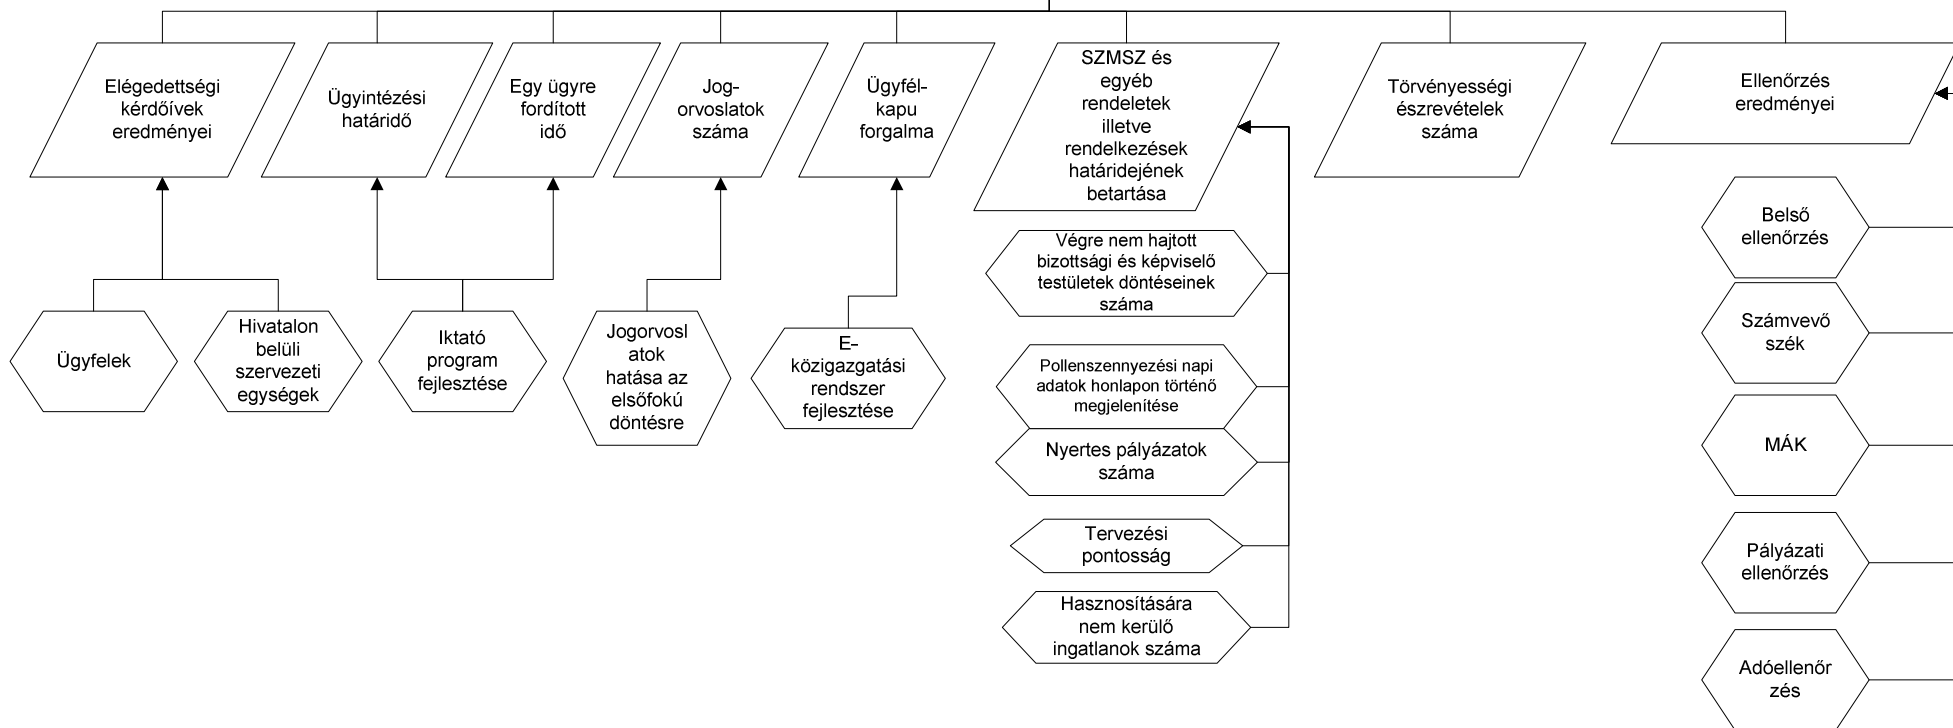 Elégedettségi
kérdőívek
eredményei
Ügyintézési
határidő
Egy ügyre
fordított
idő
Jog-
orvoslatok
száma
Ügyfél-
kapu
forgalma
SZMSZ és
egyéb
rendeletek
illetve
rendelkezések
határidejének
betartása
Törvényességi
észrevételek
száma
Ellenőrzés
eredményei
Ügyfelek
Hivatalon
belüli
szervezeti
egységek
Iktató
program
fejlesztése
Jogorvosl
atok
hatása az
elsőfokú
döntésre
E-
közigazgatási
rendszer
fejlesztése
Végre nem hajtott
bizottsági és képviselő
testületek döntéseinek
száma
Pollenszennyezési napi
adatok honlapon történő
megjelenítése
Nyertes pályázatok
száma
Tervezési
pontosság
Hasznosítására
nem kerülő
ingatlanok száma
Belső
ellenőrzés
Számvevő
szék
MÁK
Pályázati
ellenőrzés
Adóellenőr
zés